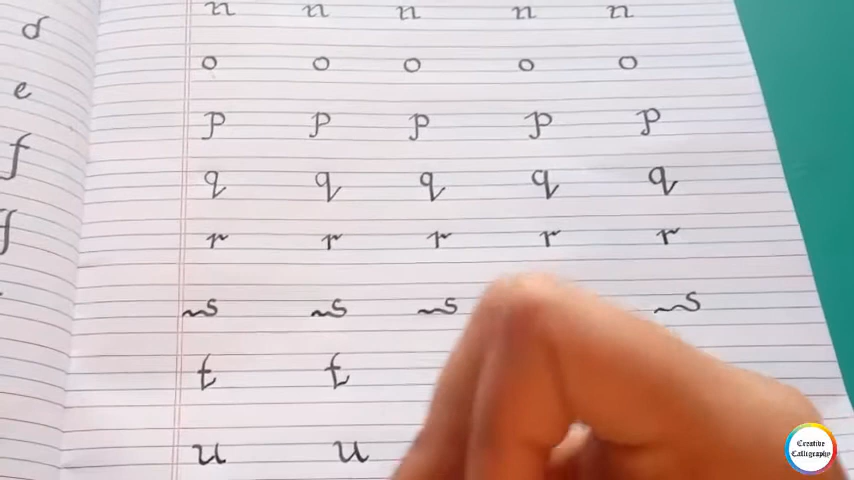 n n n n n
o o o o o
p p p p p
q q q q q
r r r r r
s s s s
t t
u u
d
e
f
Creative
Calligraphy